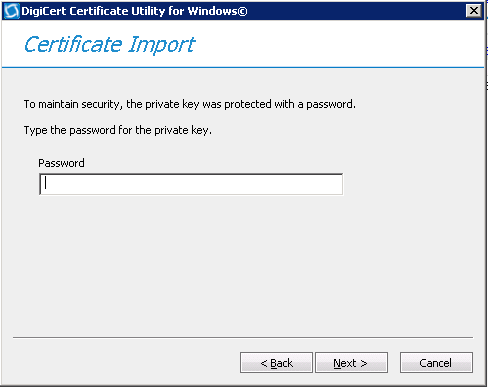 DigiCert Certificate Utility for Windows©
Certificate Import
To maintain security, the private key was protected with a password.
Type the password for the private key.
Password
< Back
Next >
Cancel